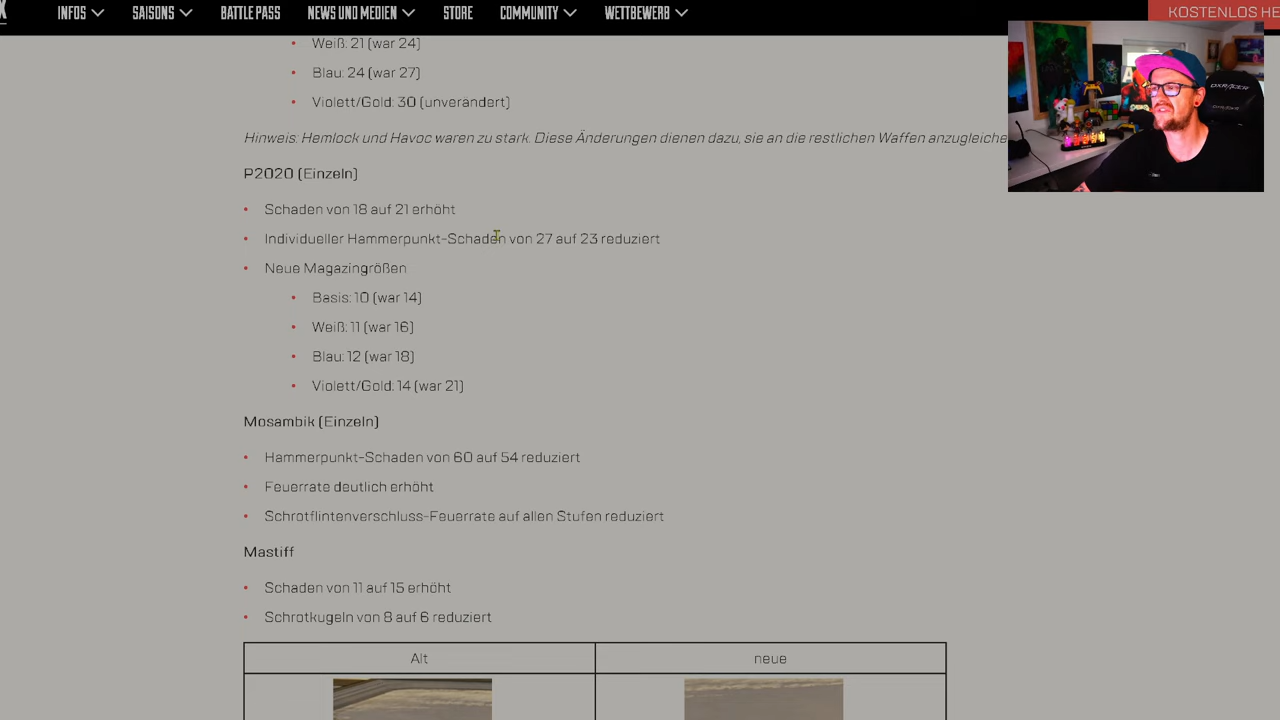 INFOS SAISONS BATTLE PASS NEWS UND MEDIEN STORE COMMUNITY WETTBEWERB KOSTENLOS HE
Weiß: 21 (war 24)
Blau: 24 (war 27)
Violett/Gold: 30 (unverändert)
Hinweis: Hemlock und Havoc waren zu stark. Diese Änderungen dienen dazu, sie an die restlichen Waffen anzugleiche
P2020 (Einzeln)
Schaden von 18 auf 21 erhöht
Individueller Hammerpunkt-Schaden von 27 auf 23 reduziert
Neue Magazingrößen
Basis: 10 (war 14)
Weiß: 11 (war 16)
Blau: 12 (war 18)
Violett/Gold: 14 (war 21)
Mosambik (Einzeln)
Hammerpunkt-Schaden von 60 auf 54 reduziert
Feuerrate deutlich erhöht
Schrotflintenverschluss-Feuerrate auf allen Stufen reduziert
Mastiff
Schaden von 11 auf 15 erhöht
Schrotkugeln von 8 auf 6 reduziert
Alt neue